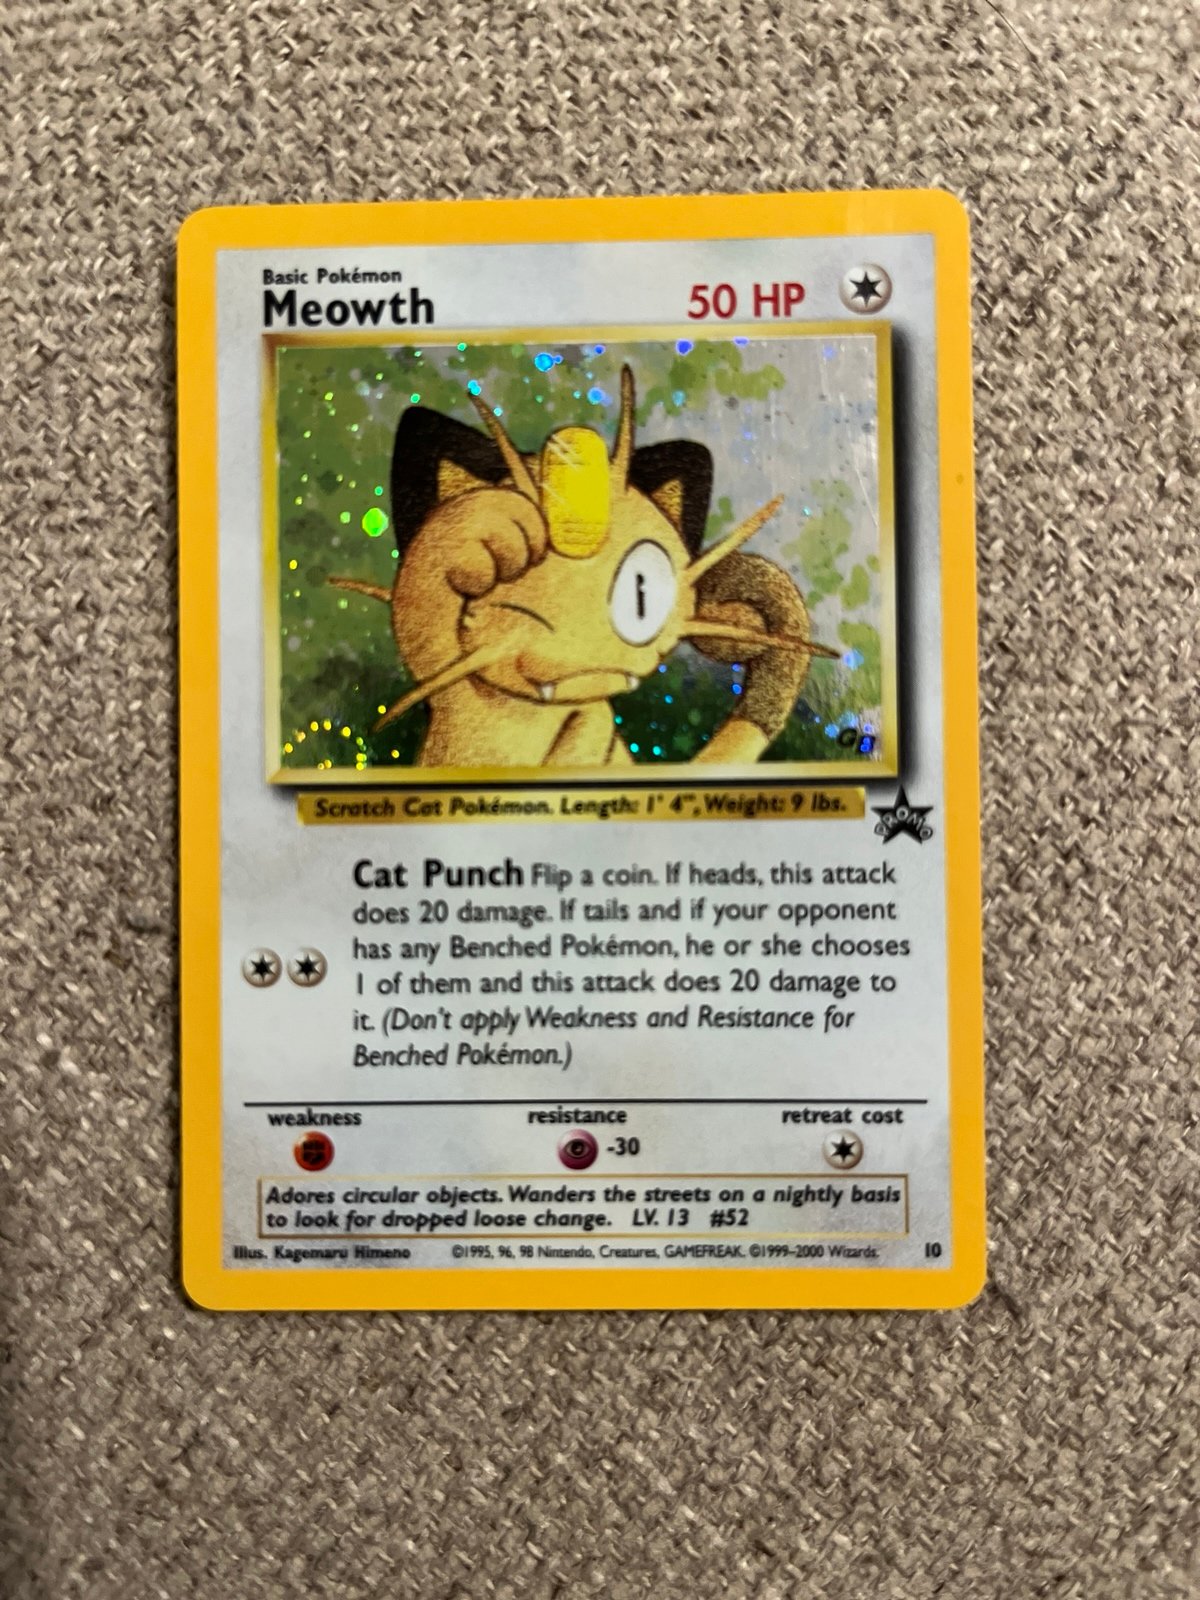 Basic Pokémon
Meowth 50 HP
GB
Scratch Cat Pokémon. Length: 1' 4", Weight: 9 lbs.
PROMO
Cat Punch Flip a coin. If heads, this attack
does 20 damage. If tails and if your opponent
has any Benched Pokémon, he or she chooses
1 of them and this attack does 20 damage to
it. (Don't apply Weakness and Resistance for
Benched Pokémon.)
weakness resistance retreat cost
-30
Adores circular objects. Wanders the streets on a nightly basis
to look for dropped loose change. LV. 13 #52
Illus. Kagemaru Himeno ©1995, 96, 98 Nintendo, Creatures, GAMEFREAK. ©1999–2000 Wizards. 10